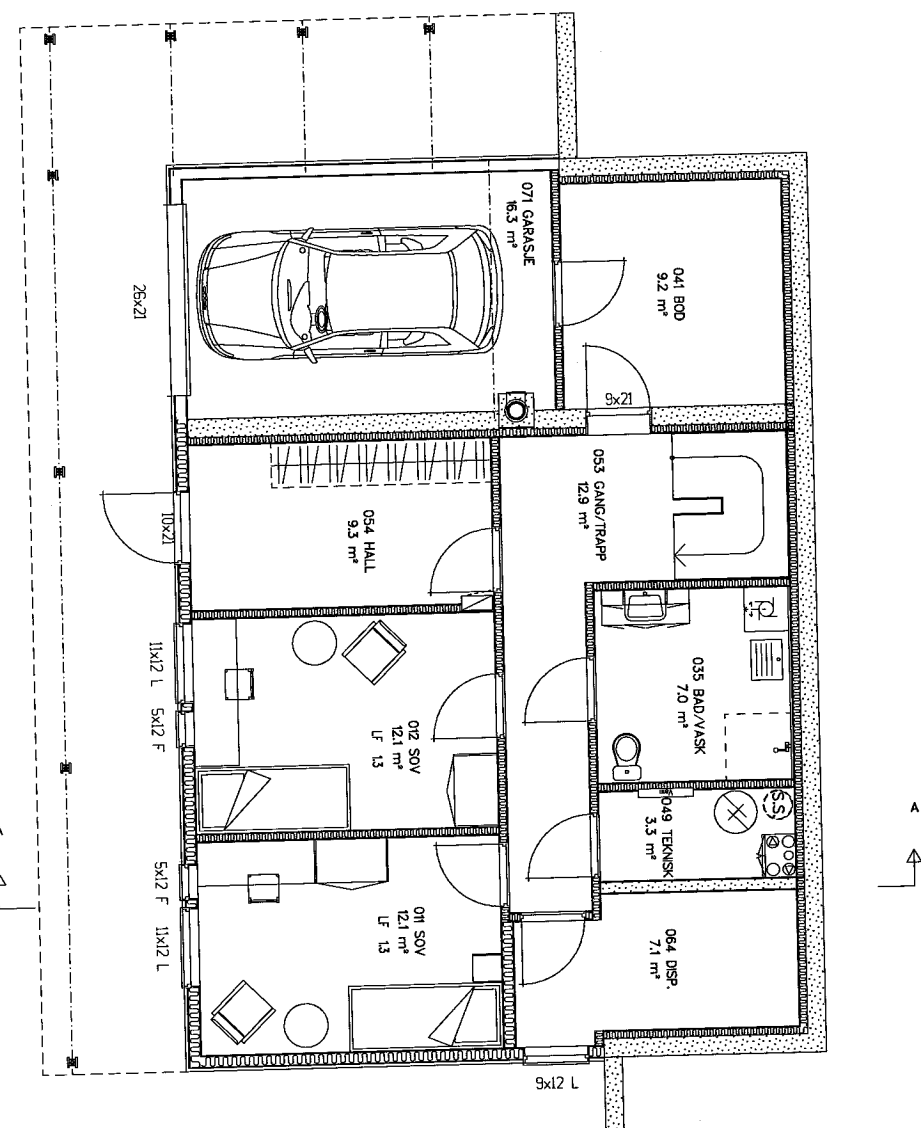 071 GARASJE
16.3 m²
041 BOD
9.2 m²
26x21
9x21
053 GANG/TRAPP
12.9 m²
10x21
054 HALL
9.3 m²
11x12 L
5x12 F
035 BAD/VASK
7.0 m²
012 SOV
12.1 m²
LF 1.3
049 TEKNISK
3.3 m²
S.S.
A
5x12 F
11x12 L
011 SOV
12.1 m²
LF 1.3
064 DISP.
7.1 m²
9x12 L